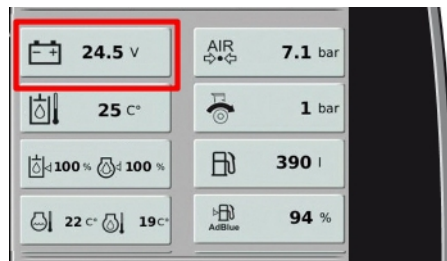 24.5 V
AIR 7.1 bar
25 C°
1 bar
100 % 100 %
390 l
22 C° 19C°
AdBlue 94 %